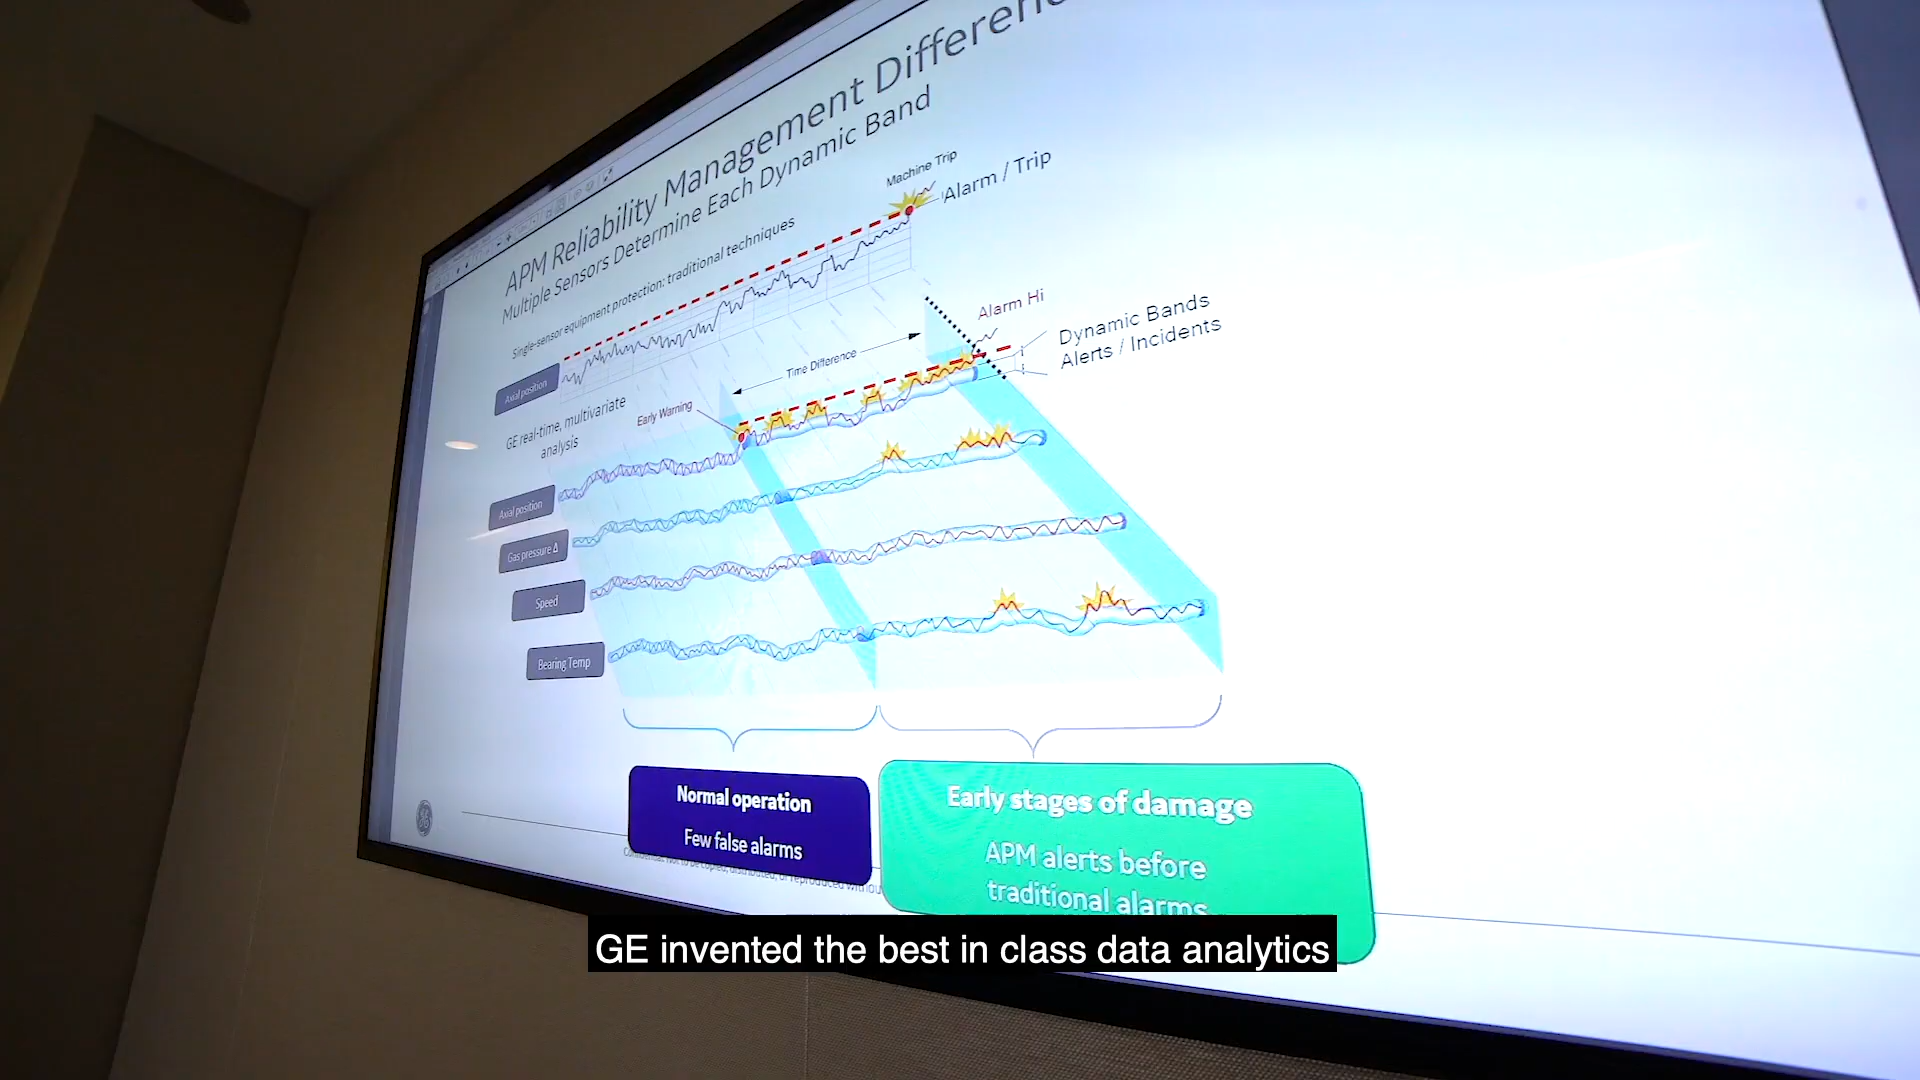 APM Reliability Management
Multiple Sensors Determine Each Dynamic Band
Single-sensor equipment protection: traditional techniques
Machine Trip
Alarm / Trip
Axial position
Alarm Hi
Dynamic Bands
Alerts / Incidents
Time Difference
GE real-time, multivariate
analysis
Early Warning
Axial position
Gas pressure Δ
Speed
Bearing Temp
Normal operation
Few false alarms
Early stages of damage
APM alerts before
traditional alarms
GE
GE invented the best in class data analytics